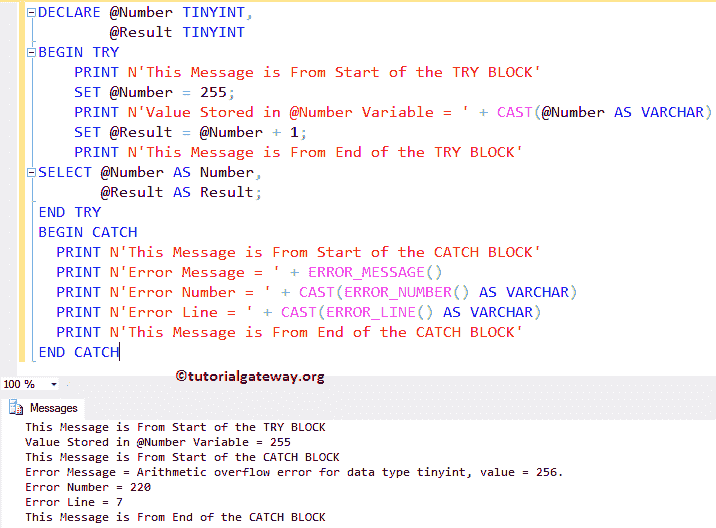 DECLARE @Number TINYINT,
@Result TINYINT
BEGIN TRY
PRINT N'This Message is From Start of the TRY BLOCK'
SET @Number = 255;
PRINT N'Value Stored in @Number Variable = ' + CAST(@Number AS VARCHAR)
SET @Result = @Number + 1;
PRINT N'This Message is From End of the TRY BLOCK'
SELECT @Number AS Number,
@Result AS Result;
END TRY
BEGIN CATCH
PRINT N'This Message is From Start of the CATCH BLOCK'
PRINT N'Error Message = ' + ERROR_MESSAGE()
PRINT N'Error Number = ' + CAST(ERROR_NUMBER() AS VARCHAR)
PRINT N'Error Line = ' + CAST(ERROR_LINE() AS VARCHAR)
PRINT N'This Message is From End of the CATCH BLOCK'
END CATCH
©tutorialgateway.org
100 %
Messages
This Message is From Start of the TRY BLOCK
Value Stored in @Number Variable = 255
This Message is From Start of the CATCH BLOCK
Error Message = Arithmetic overflow error for data type tinyint, value = 256.
Error Number = 220
Error Line = 7
This Message is From End of the CATCH BLOCK